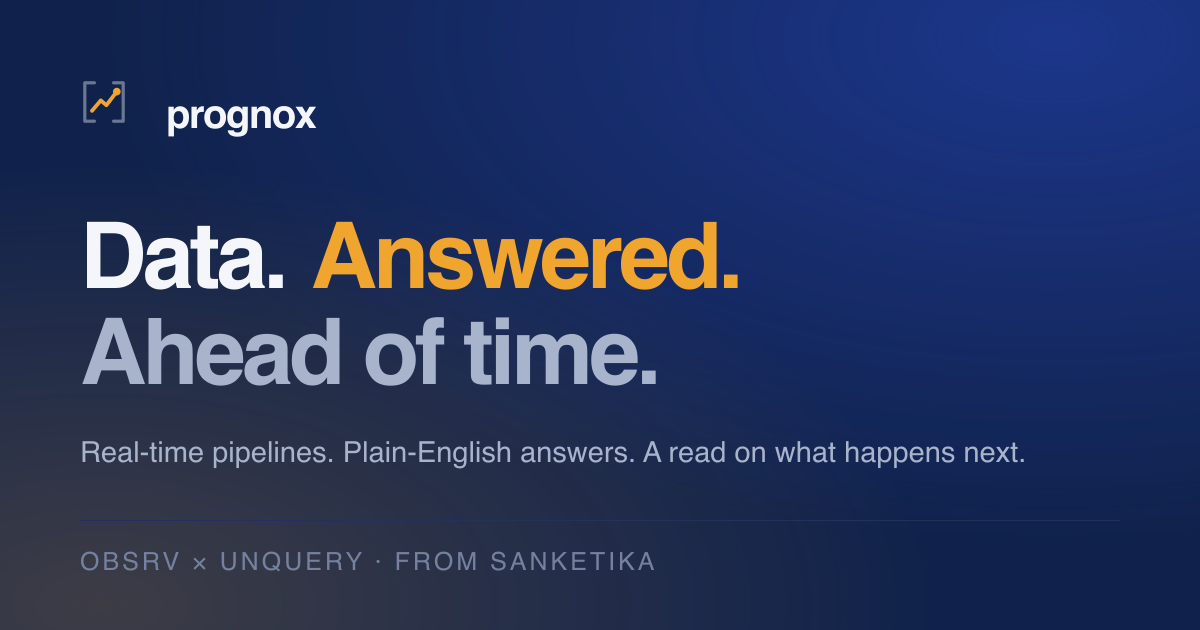 prognox
Data. Answered.
Ahead of time.
Real-time pipelines. Plain-English answers. A read on what happens next.
OBSRV × UNQUERY · FROM SANKETIKA